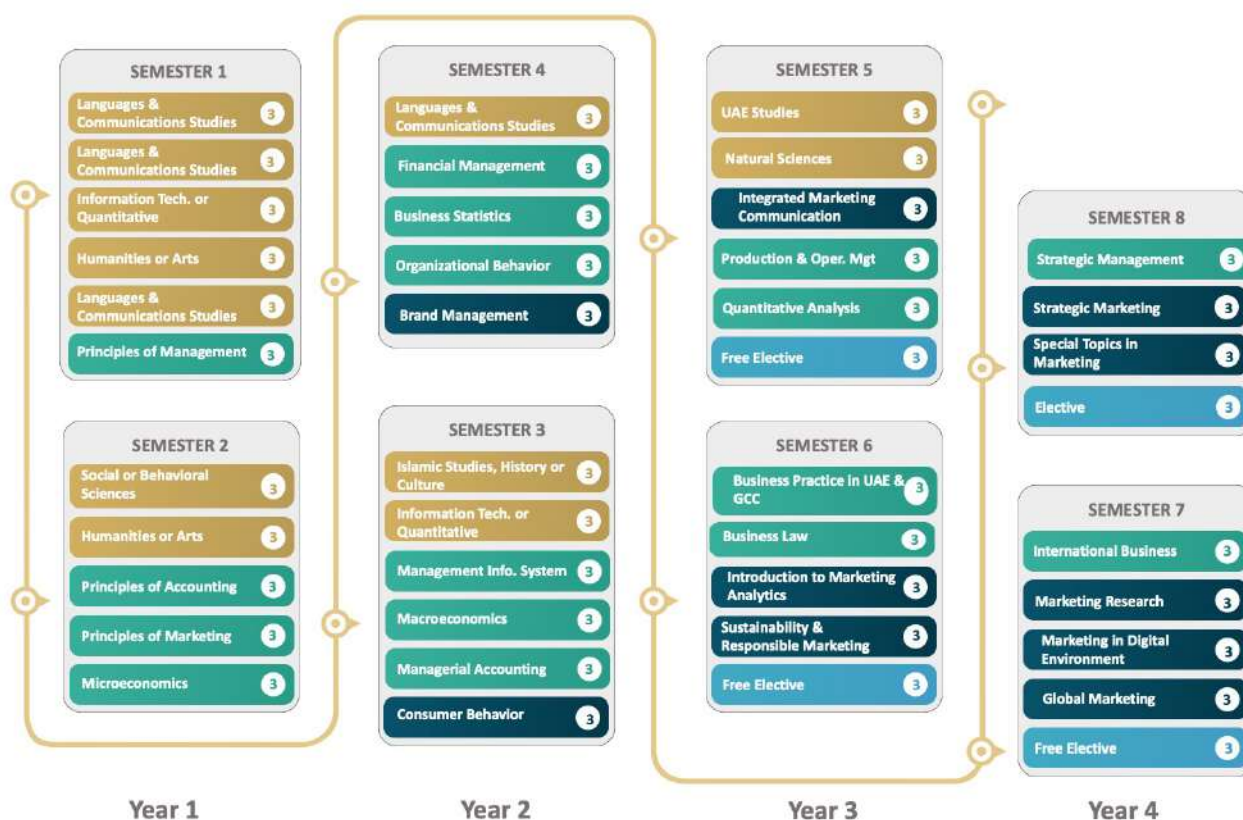 SEMESTER 1
Languages &
Communications Studies 3
Languages &
Communications Studies 3
Information Tech. or
Quantitative 3
Humanities or Arts 3
Languages &
Communications Studies 3
Principles of Management 3
SEMESTER 2
Social or Behavioral
Sciences 3
Humanities or Arts 3
Principles of Accounting 3
Principles of Marketing 3
Microeconomics 3
Year 1
SEMESTER 4
Languages &
Communications Studies 3
Financial Management 3
Business Statistics 3
Organizational Behavior 3
Brand Management 3
SEMESTER 3
Islamic Studies, History or
Culture 3
Information Tech. or
Quantitative 3
Management Info. System 3
Macroeconomics 3
Managerial Accounting 3
Consumer Behavior 3
Year 2
SEMESTER 5
UAE Studies 3
Natural Sciences 3
Integrated Marketing
Communication 3
Production & Oper. Mgt 3
Quantitative Analysis 3
Free Elective 3
SEMESTER 6
Business Practice in UAE &
GCC 3
Business Law 3
Introduction to Marketing
Analytics 3
Sustainability &
Responsible Marketing 3
Free Elective 3
Year 3
SEMESTER 8
Strategic Management 3
Strategic Marketing 3
Special Topics in
Marketing 3
Elective 3
SEMESTER 7
International Business 3
Marketing Research 3
Marketing in Digital
Environment 3
Global Marketing 3
Free Elective 3
Year 4